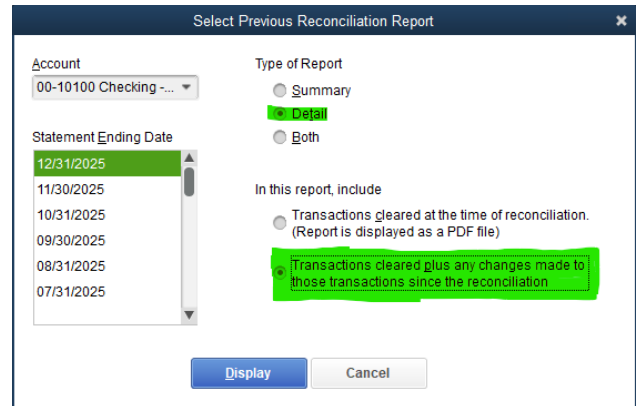 Select Previous Reconciliation Report
Account
00-10100 Checking -...
Statement Ending Date
12/31/2025
11/30/2025
10/31/2025
09/30/2025
08/31/2025
07/31/2025
Type of Report
Summary
Detail
Both
In this report, include
Transactions cleared at the time of reconciliation.
(Report is displayed as a PDF file)
Transactions cleared plus any changes made to
those transactions since the reconciliation
Display
Cancel